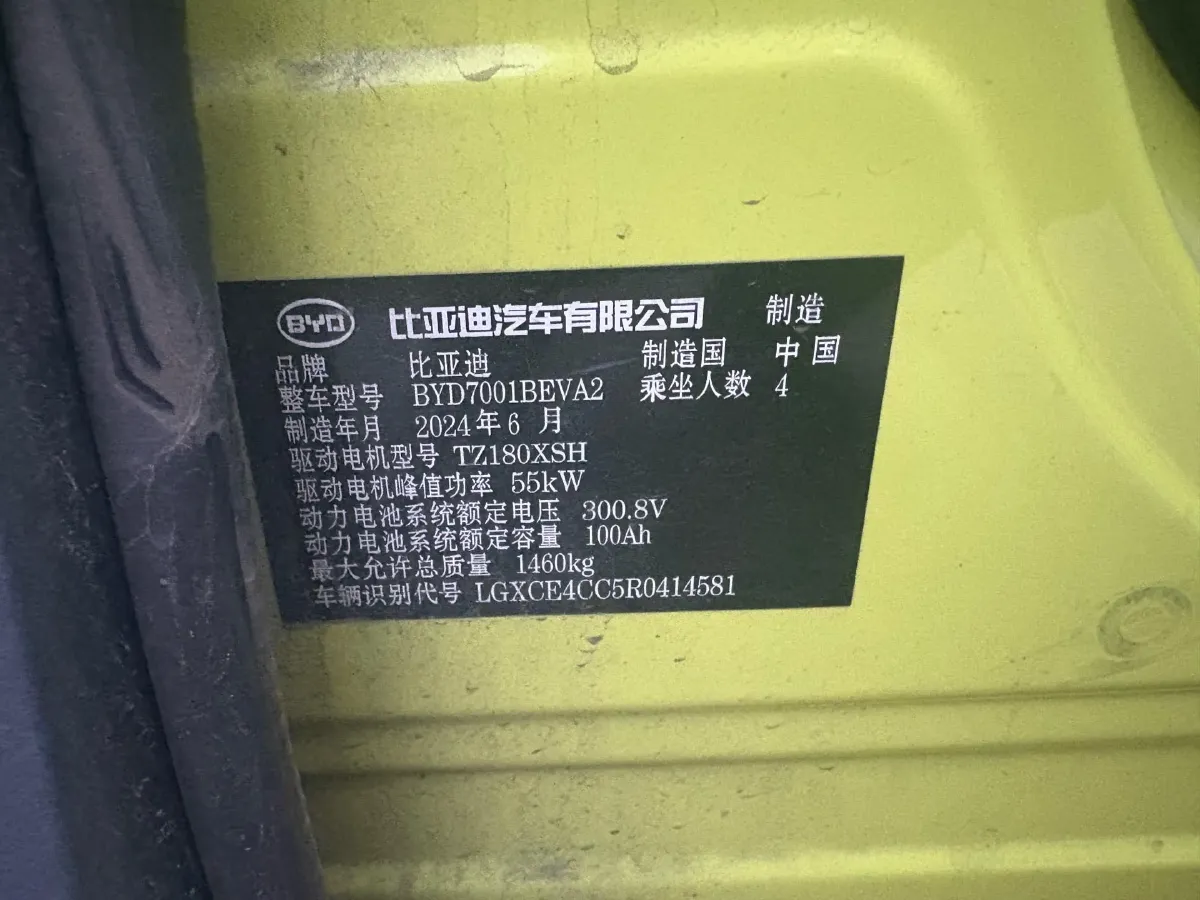 BYD 比亚迪汽车有限公司 制造
品牌 比亚迪 制造国 中国
整车型号 BYD7001BEVA2 乘坐人数 4
制造年月 2024年6月
驱动电机型号 TZ180XSH
驱动电机峰值功率 55kW
动力电池系统额定电压 300.8V
动力电池系统额定容量 100Ah
最大允许总质量 1460kg
车辆识别代号 LGXCE4CC5R0414581